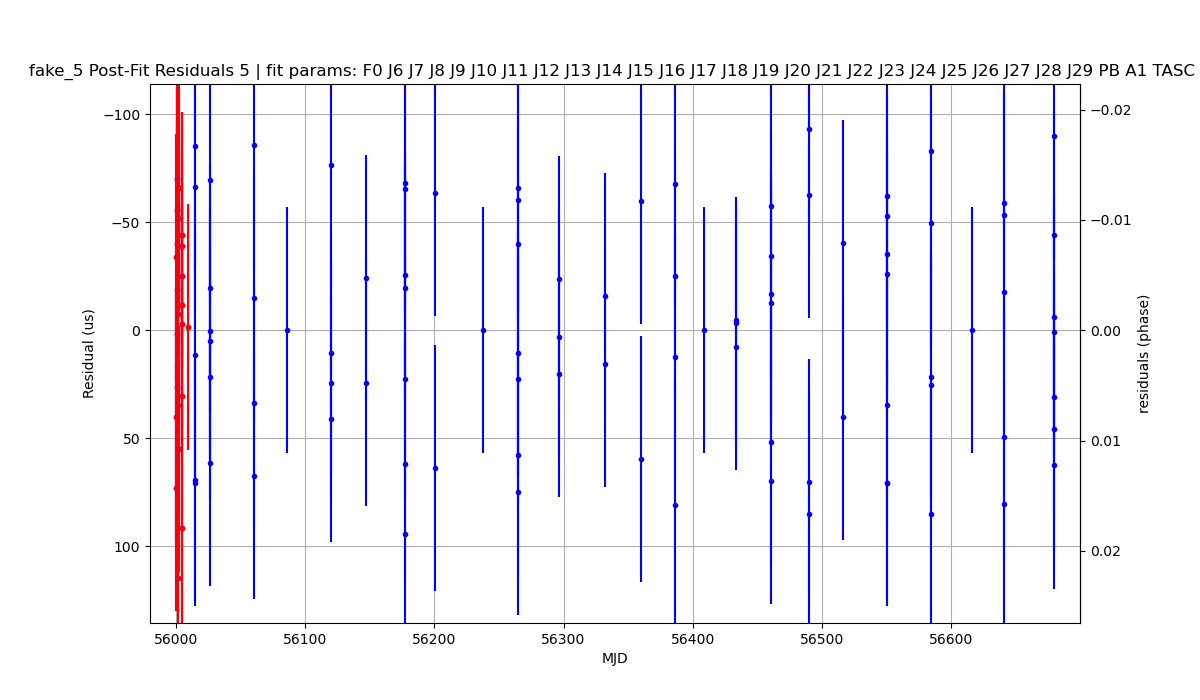 fake_5 Post-Fit Residuals 5 | fit params: F0 J6 J7 J8 J9 J10 J11 J12 J13 J14 J15 J16 J17 J18 J19 J20 J21 J22 J23 J24 J25 J26 J27 J28 J29 PB A1 TASC
−100
−50
0
50
100
Residual (us)
−0.02
−0.01
0.00
0.01
0.02
residuals (phase)
56000 56100 56200 56300 56400 56500 56600
MJD